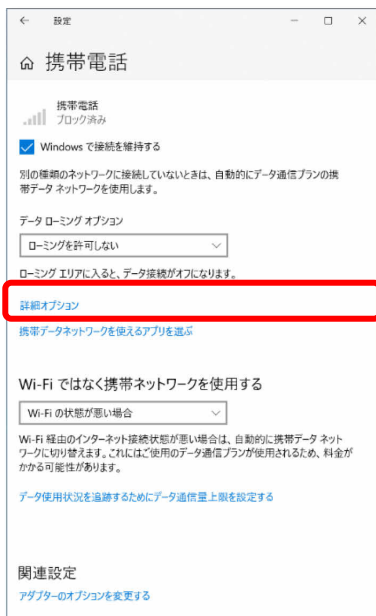 設定
携帯電話
携帯電話
ブロック済み
Windows で接続を維持する
別の種類のネットワークに接続していないときは、自動的にデータ通信プランの携
帯データ ネットワークを使用します。
データ ローミング オプション
ローミングを許可しない
ローミング エリアに入ると、データ接続がオフになります。
詳細オプション
携帯データネットワークを使えるアプリを選ぶ
Wi-Fi ではなく携帯ネットワークを使用する
Wi-Fi の状態が悪い場合
Wi-Fi 経由のインターネット接続状態が悪い場合は、自動的に携帯データ ネット
ワークに切り替えます。これにはご使用のデータ通信プランが使用されるため、料金が
かかる可能性があります。
データ使用状況を追跡するためにデータ通信量上限を設定する
関連設定
アダプターのオプションを変更する